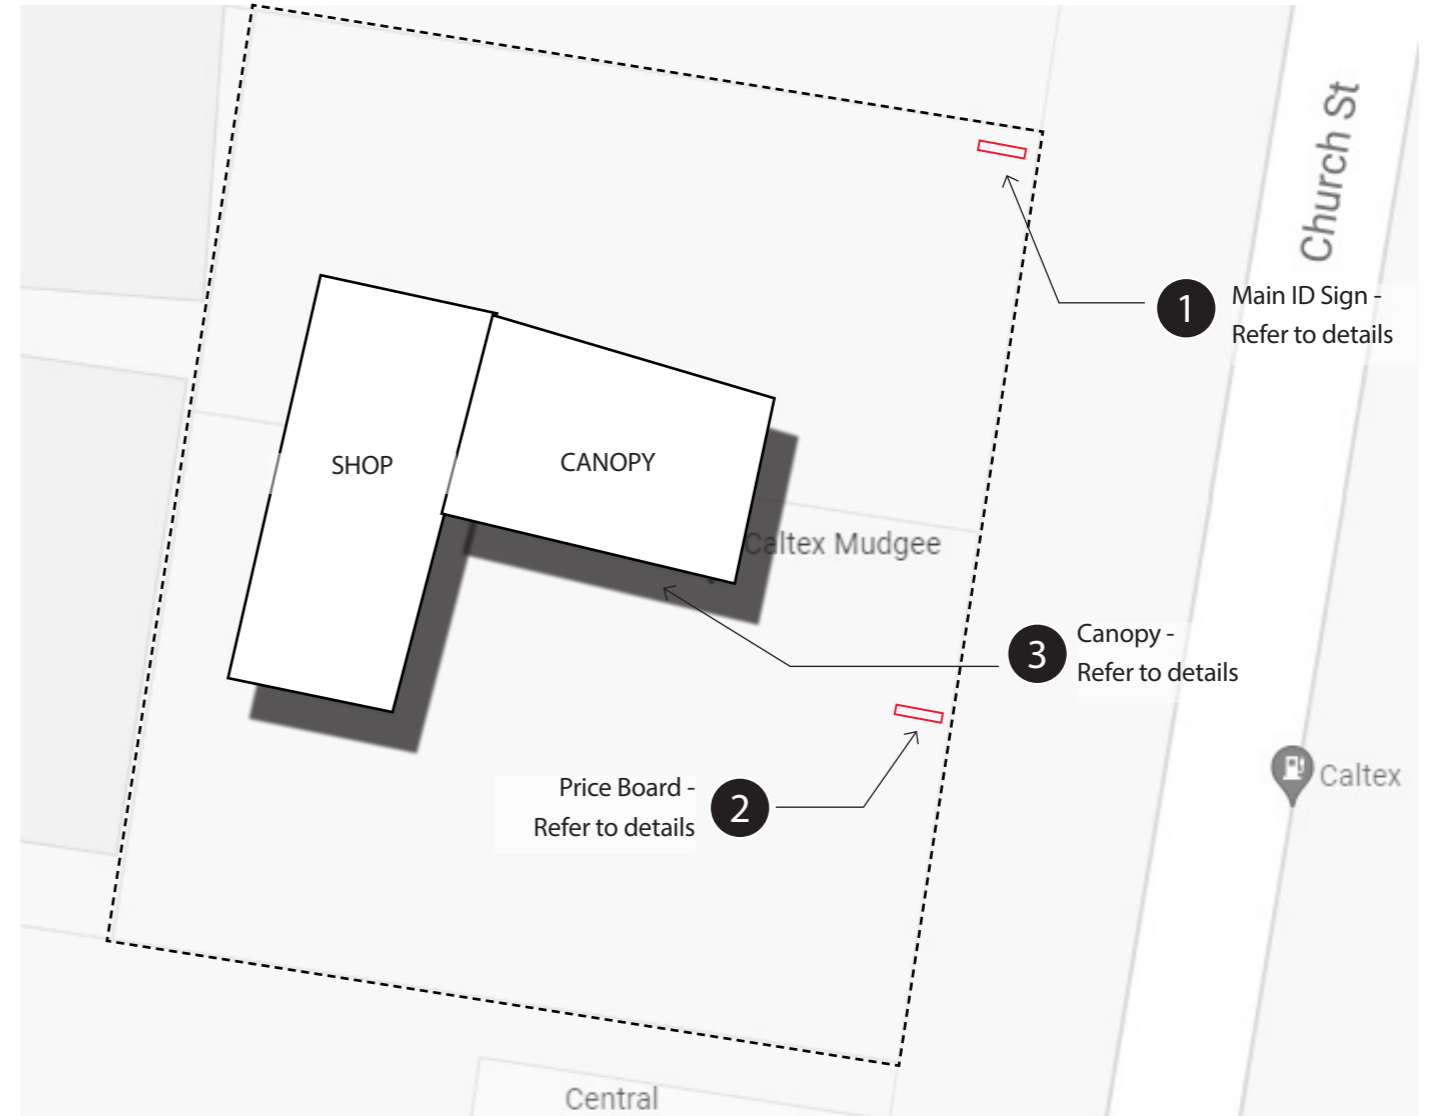 Church St
1
Main ID Sign -
Refer to details
SHOP
CANOPY
Caltex Mudgee
3
Canopy -
Refer to details
Price Board -
Refer to details
2
Caltex
Central